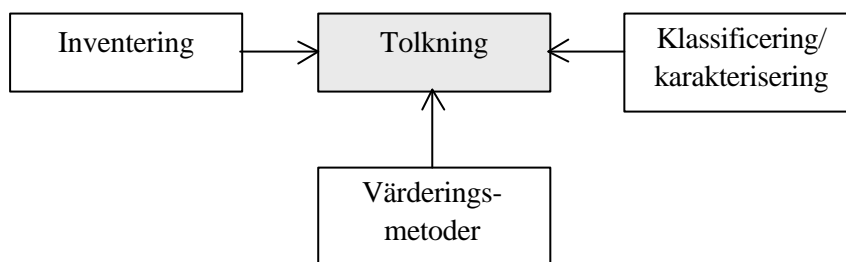 Inventering
Tolkning
Klassificering/
karakterisering
Värderings-
metoder